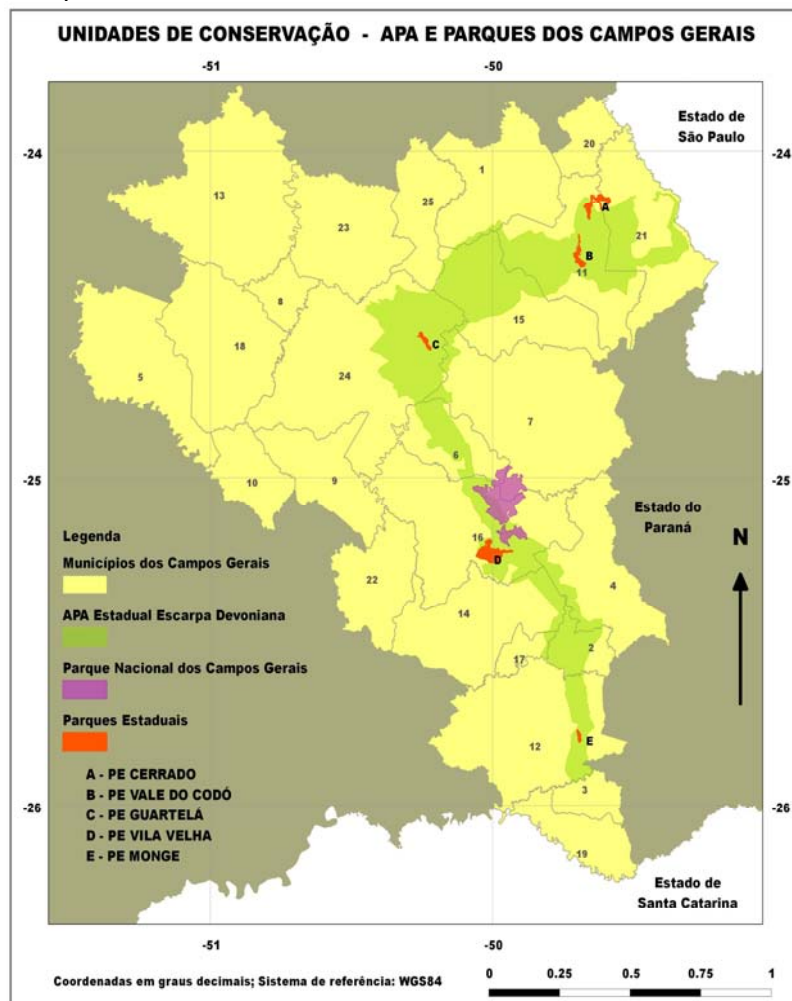 UNIDADES DE CONSERVAÇÃO - APA E PARQUES DOS CAMPOS GERAIS
-51
-50
Estado de
São Paulo
-24
-24
20
1
A
13
25
23
21
B
11
8
15
C
18
24
5
7
6
-25
-25
10
9
Estado do
Paraná
N
16
D
22
4
14
2
17
E
12
3
19
-26
-26
Legenda
Municípios dos Campos Gerais
APA Estadual Escarpa Devoniana
Parque Nacional dos Campos Gerais
Parques Estaduais
A - PE CERRADO
B - PE VALE DO CODÓ
C - PE GUARTELÁ
D - PE VILA VELHA
E - PE MONGE
Estado de
Santa Catarina
-51
-50
Coordenadas em graus decimais; Sistema de referência: WGS84
0 0.25 0.5 0.75 1